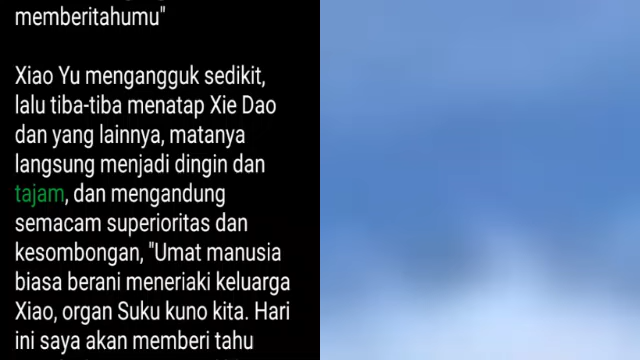 memberitahumu"
Xiao Yu mengangguk sedikit,
lalu tiba-tiba menatap Xie Dao
dan yang lainnya, matanya
langsung menjadi dingin dan
tajam, dan mengandung
semacam superioritas dan
kesombongan, "Umat manusia
biasa berani meneriaki keluarga
Xiao, organ Suku kuno kita. Hari
ini saya akan memberi tahu